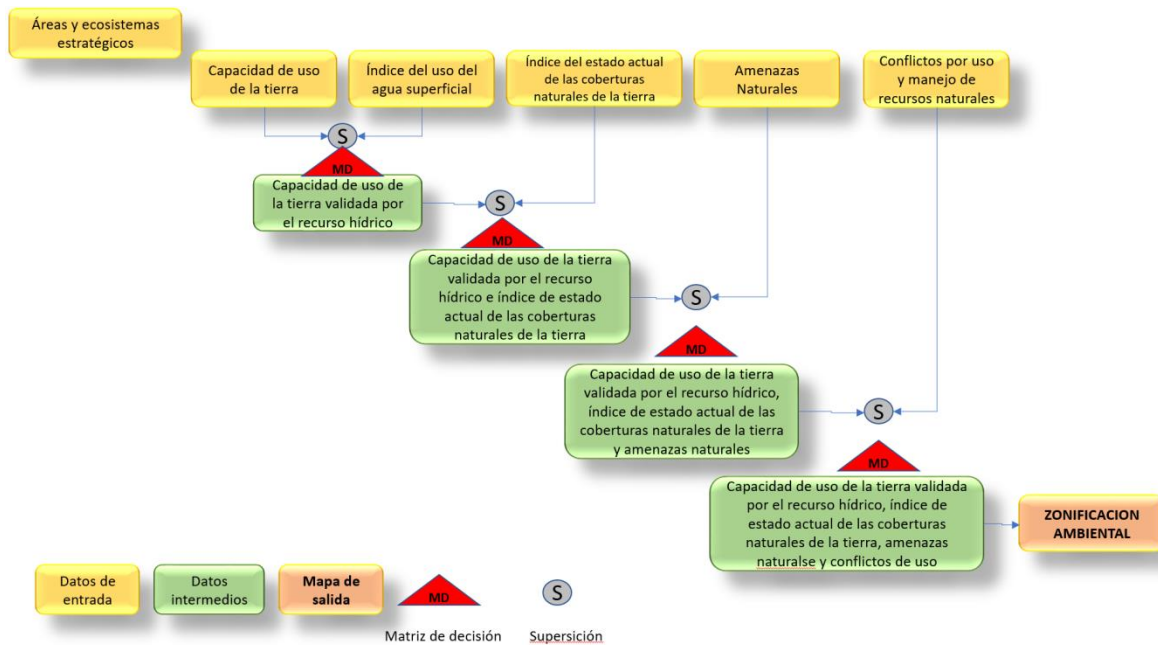 Áreas y ecosistemas
estratégicos
Capacidad de uso
de la tierra
Índice del uso del
agua superficial
Índice del estado actual
de las coberturas
naturales de la tierra
Amenazas
Naturales
Conflictos por uso
y manejo de
recursos naturales
S
MD
Capacidad de uso de
la tierra validada por
el recurso hídrico
S
MD
Capacidad de uso de la tierra
validada por el recurso
hídrico e índice de estado
actual de las coberturas
naturales de la tierra
S
MD
Capacidad de uso de la tierra
validada por el recurso hídrico,
índice de estado actual de las
coberturas naturales de la tierra
y amenazas naturales
S
MD
Capacidad de uso de la tierra validada
por el recurso hídrico, índice de
estado actual de las coberturas
naturales de la tierra, amenazas
naturalse y conflictos de uso
ZONIFICACION
AMBIENTAL
Datos de
entrada
Datos
intermedios
Mapa de
salida
MD
Matriz de decisión
S
Supersición